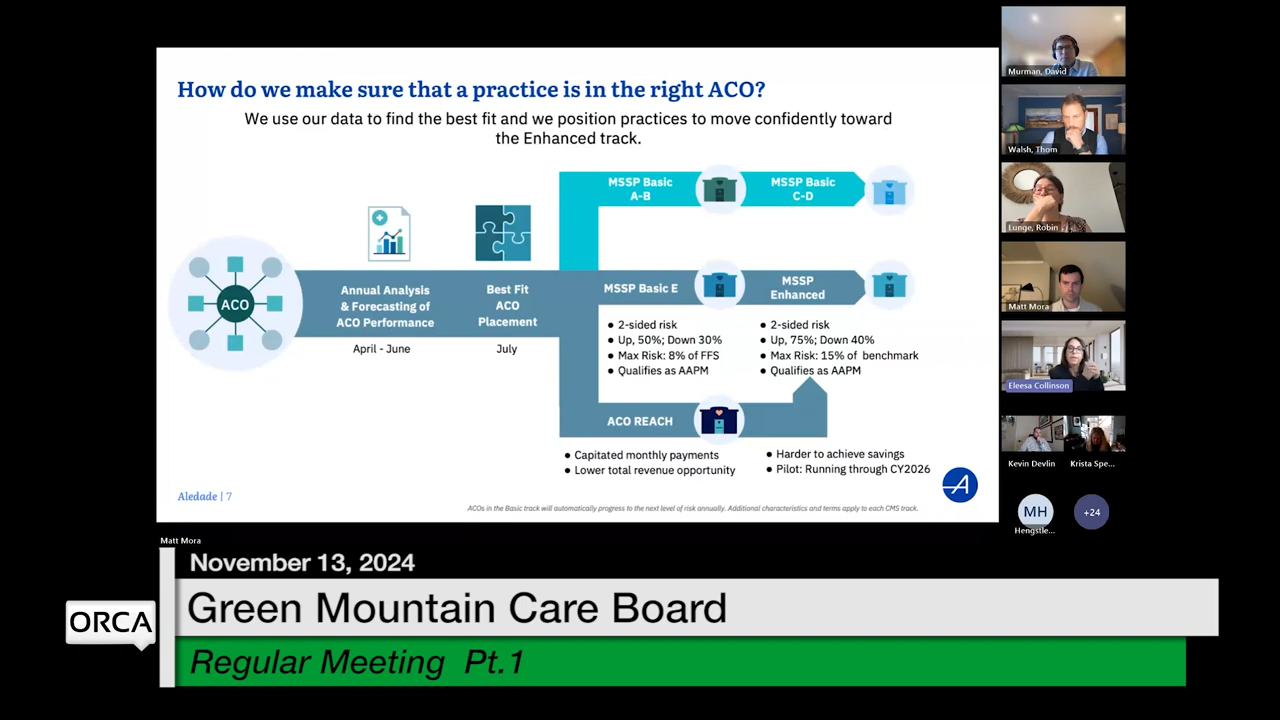 How do we make sure that a practice is in the right ACO?
We use our data to find the best fit and we position practices to move confidently toward
the Enhanced track.
ACO
Annual Analysis
& Forecasting of
ACO Performance
April - June
Best Fit
ACO
Placement
July
MSSP Basic
A-B
MSSP Basic
C-D
MSSP Basic E
MSSP
Enhanced
• 2-sided risk
• Up, 50%; Down 30%
• Max Risk: 8% of FFS
• Qualifies as AAPM
• 2-sided risk
• Up, 75%; Down 40%
• Max Risk: 15% of benchmark
• Qualifies as AAPM
ACO REACH
• Capitated monthly payments
• Lower total revenue opportunity
• Harder to achieve savings
• Pilot: Running through CY2026
Aledade | 7
ACOs in the Basic track will automatically progress to the next level of risk annually. Additional characteristics and terms apply to each CMS track.
Murman, David
Walsh, Thom
Lunge, Robin
Matt Mora
Eleesa Collinson
Kevin Devlin
Krista Spe...
MH
Hengstle...
+24
Matt Mora
November 13, 2024
ORCA
Green Mountain Care Board
Regular Meeting Pt.1